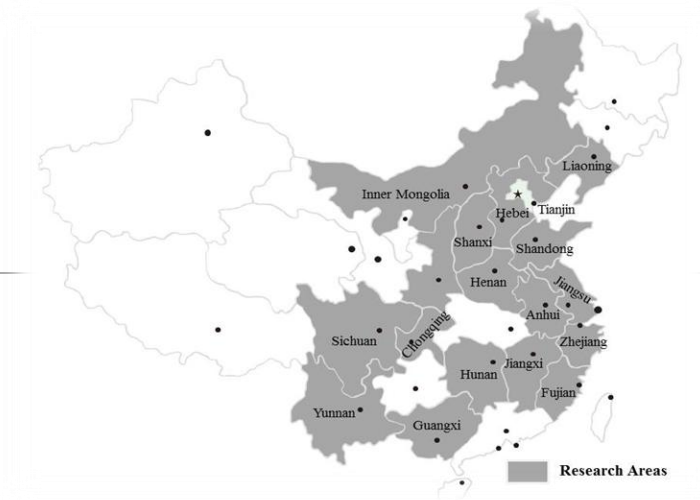 Liaoning
Inner Mongolia
Hebei
Tianjin
Shanxi
Shandong
Henan
Jiangsu
Anhui
Chongqing
Sichuan
Zhejiang
Hunan
Jiangxi
Fujian
Yunnan
Guangxi
Research Areas